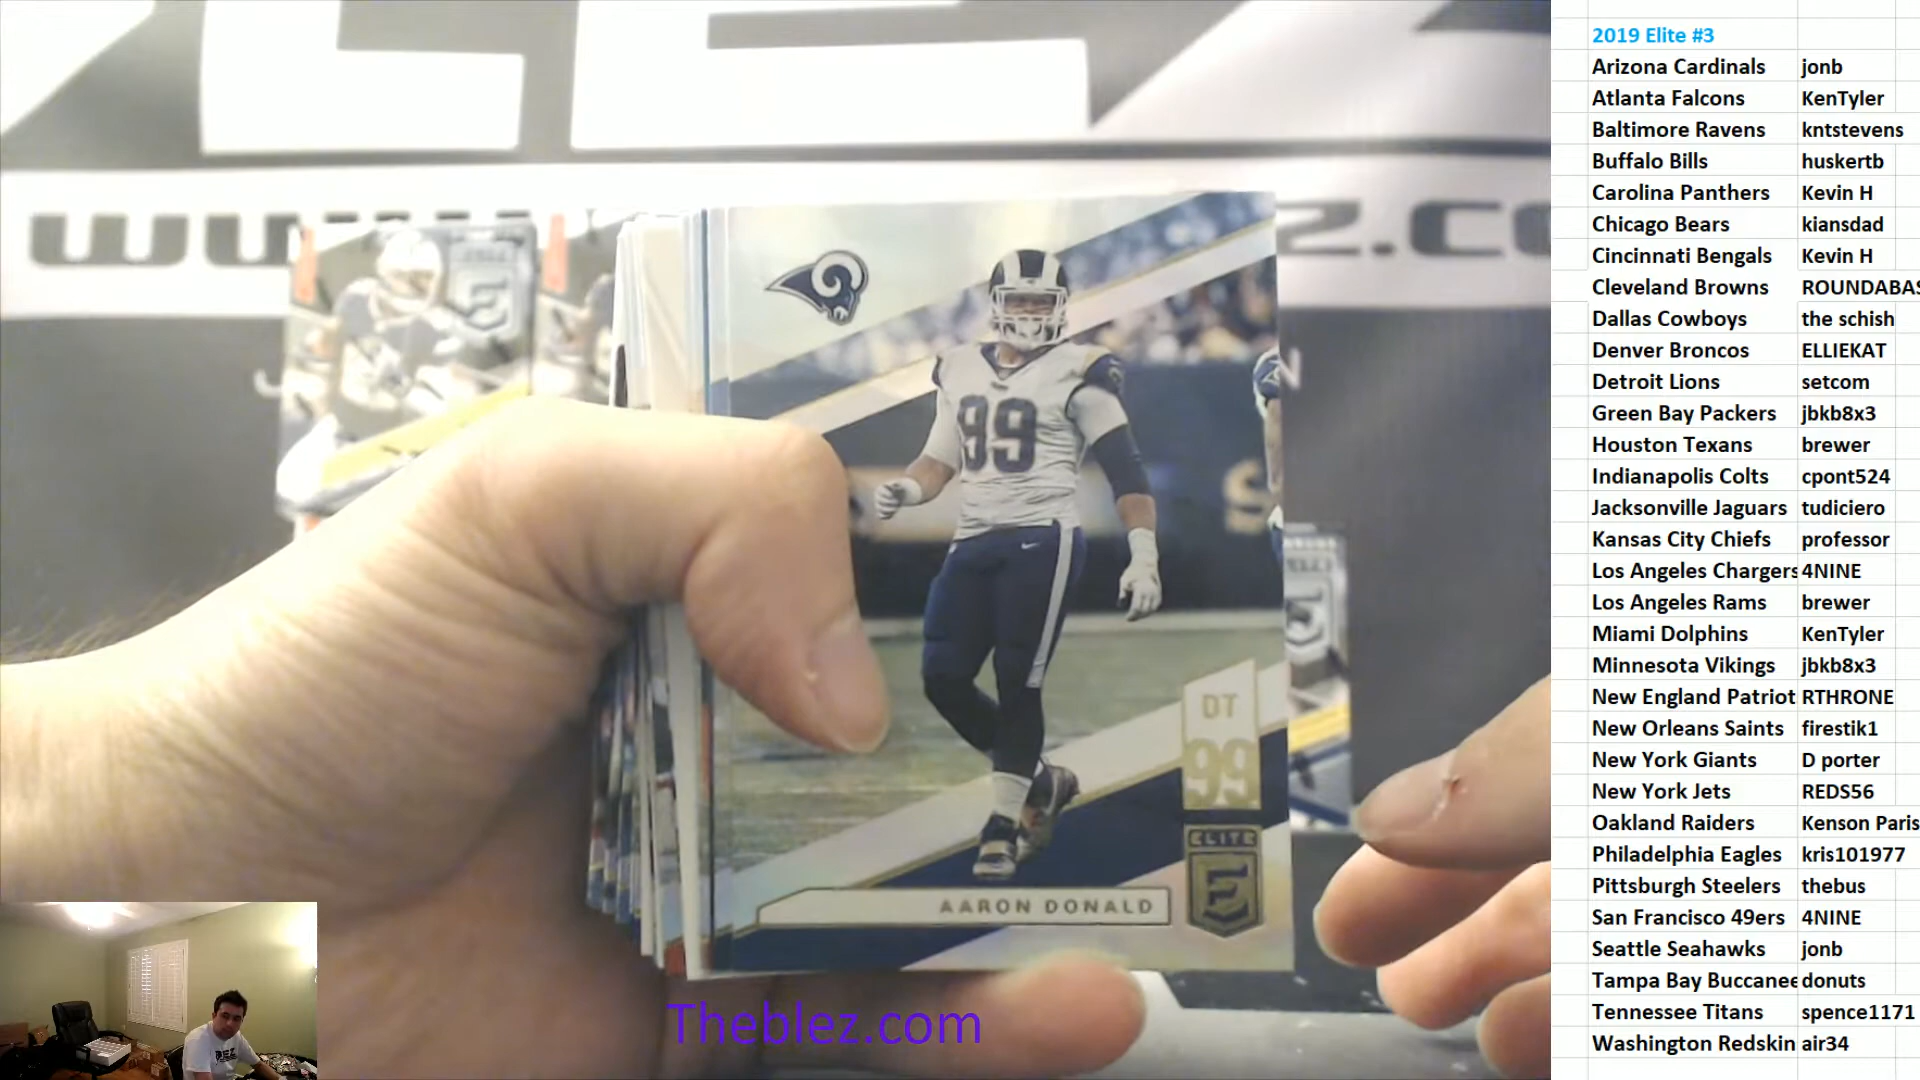 99
DT
99
ELITE
E
AARON DONALD
Theblez.com
2019 Elite #3
Arizona Cardinals jonb
Atlanta Falcons KenTyler
Baltimore Ravens kntstevens
Buffalo Bills huskertb
Carolina Panthers Kevin H
Chicago Bears kiansdad
Cincinnati Bengals Kevin H
Cleveland Browns ROUNDABAS
Dallas Cowboys the schish
Denver Broncos ELLIEKAT
Detroit Lions setcom
Green Bay Packers jbkb8x3
Houston Texans brewer
Indianapolis Colts cpont524
Jacksonville Jaguars tudiciero
Kansas City Chiefs professor
Los Angeles Chargers 4NINE
Los Angeles Rams brewer
Miami Dolphins KenTyler
Minnesota Vikings jbkb8x3
New England Patriot RTHRONE
New Orleans Saints firestik1
New York Giants D porter
New York Jets REDS56
Oakland Raiders Kenson Paris
Philadelphia Eagles kris101977
Pittsburgh Steelers thebus
San Francisco 49ers 4NINE
Seattle Seahawks jonb
Tampa Bay Buccanee donuts
Tennessee Titans spence1171
Washington Redskin air34